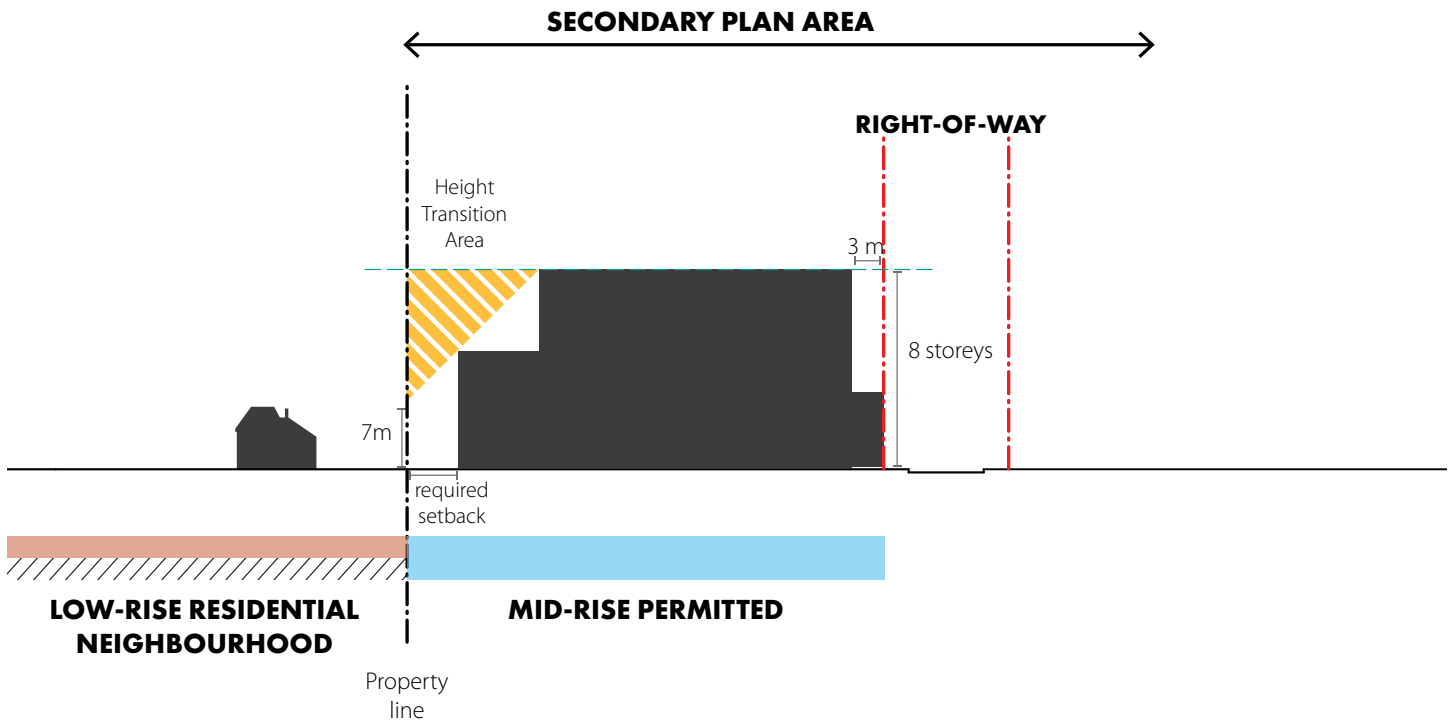 SECONDARY PLAN AREA
RIGHT-OF-WAY
Height
Transition
Area
3 m
8 storeys
7m
required
setback
LOW-RISE RESIDENTIAL
NEIGHBOURHOOD
MID-RISE PERMITTED
Property
line